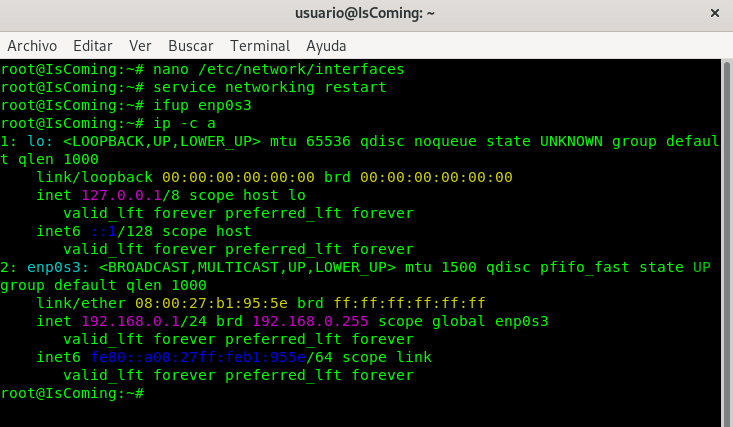 usuario@IsComing: ~ ×
Archivo Editar Ver Buscar Terminal Ayuda
root@IsComing:~# nano /etc/network/interfaces
root@IsComing:~# service networking restart
root@IsComing:~# ifup enp0s3
root@IsComing:~# ip -c a
1: lo: <LOOPBACK,UP,LOWER_UP> mtu 65536 qdisc noqueue state UNKNOWN group defaul
t qlen 1000
    link/loopback 00:00:00:00:00:00 brd 00:00:00:00:00:00
    inet 127.0.0.1/8 scope host lo
       valid_lft forever preferred_lft forever
    inet6 ::1/128 scope host
       valid_lft forever preferred_lft forever
2: enp0s3: <BROADCAST,MULTICAST,UP,LOWER_UP> mtu 1500 qdisc pfifo_fast state UP
group default qlen 1000
    link/ether 08:00:27:b1:95:5e brd ff:ff:ff:ff:ff:ff
    inet 192.168.0.1/24 brd 192.168.0.255 scope global enp0s3
       valid_lft forever preferred_lft forever
    inet6 fe80::a00:27ff:feb1:955e/64 scope link
       valid_lft forever preferred_lft forever
root@IsComing:~#